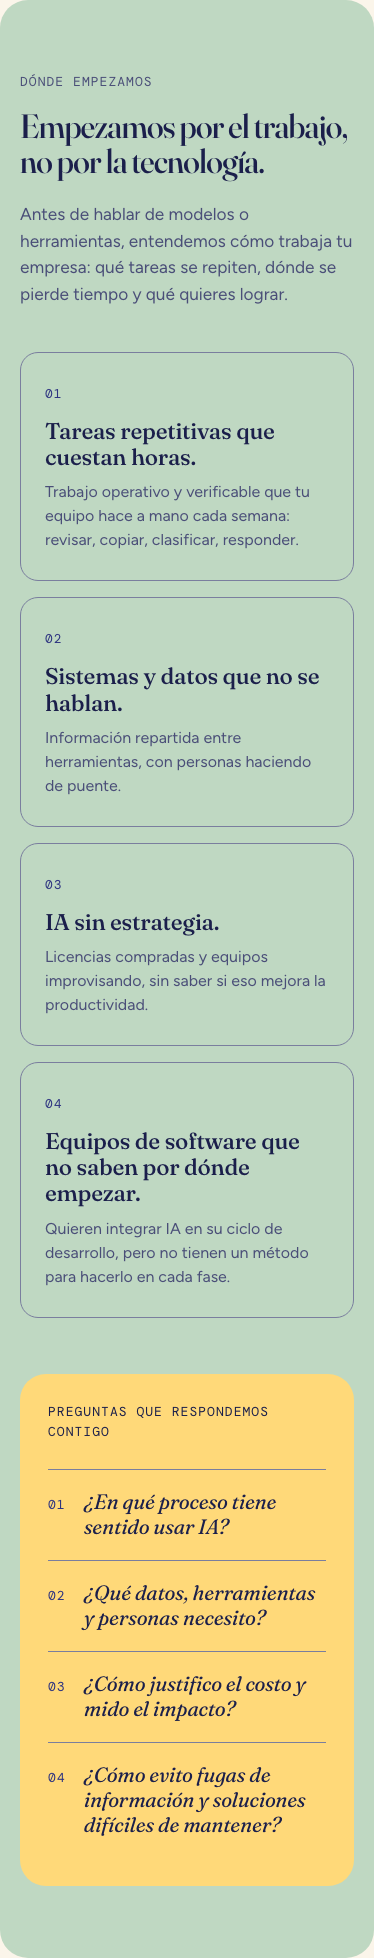 DÓNDE EMPEZAMOS
Empezamos por el trabajo,
no por la tecnología.
Antes de hablar de modelos o
herramientas, entendemos cómo trabaja tu
empresa: qué tareas se repiten, dónde se
pierde tiempo y qué quieres lograr.
01
Tareas repetitivas que
cuestan horas.
Trabajo operativo y verificable que tu
equipo hace a mano cada semana:
revisar, copiar, clasificar, responder.
02
Sistemas y datos que no se
hablan.
Información repartida entre
herramientas, con personas haciendo
de puente.
03
IA sin estrategia.
Licencias compradas y equipos
improvisando, sin saber si eso mejora la
productividad.
04
Equipos de software que
no saben por dónde
empezar.
Quieren integrar IA en su ciclo de
desarrollo, pero no tienen un método
para hacerlo en cada fase.
PREGUNTAS QUE RESPONDEMOS
CONTIGO
01 ¿En qué proceso tiene
sentido usar IA?
02 ¿Qué datos, herramientas
y personas necesito?
03 ¿Cómo justifico el costo y
mido el impacto?
04 ¿Cómo evito fugas de
información y soluciones
difíciles de mantener?